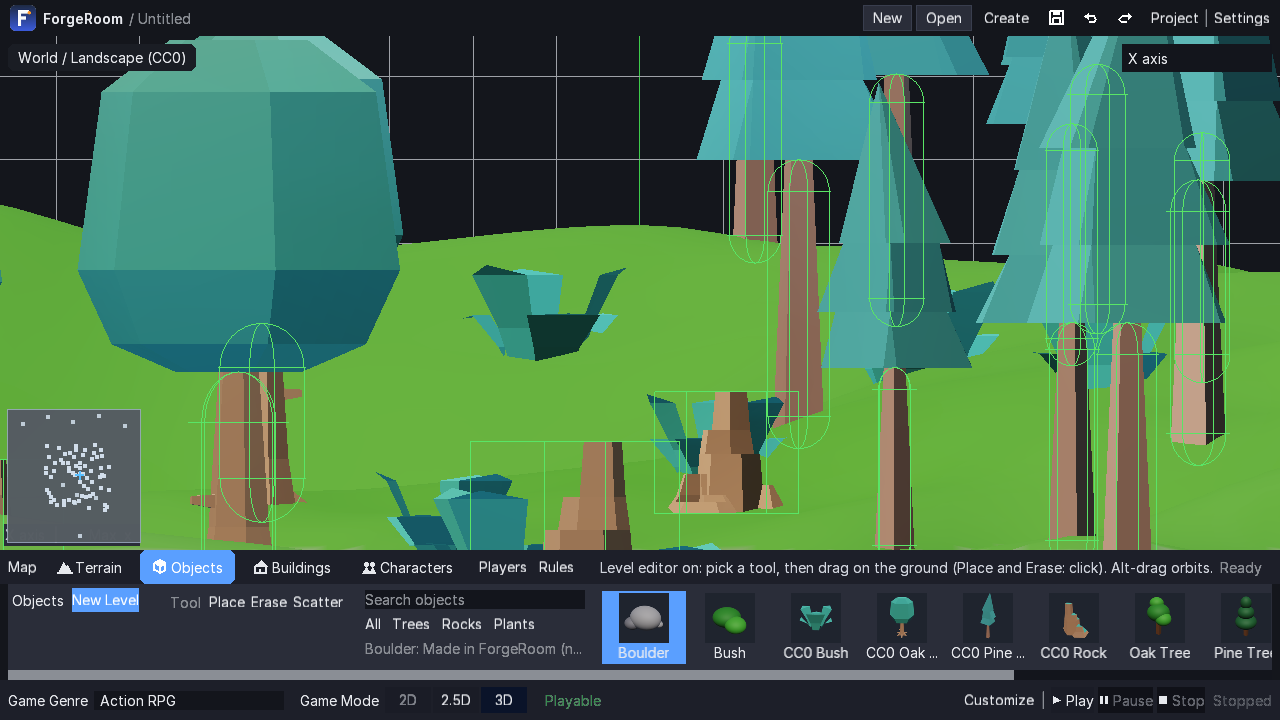 F ForgeRoom / Untitled New Open Create Project | Settings
World / Landscape (CC0) X axis
Map Terrain Objects Buildings Characters Players Rules Level editor on: pick a tool, then drag on the ground (Place and Erase: click). Alt-drag orbits. Ready
Objects New Level Tool Place Erase Scatter Search objects
All Trees Rocks Plants
Boulder: Made in ForgeRoom (n...
Boulder Bush CC0 Bush CC0 Oak ... CC0 Pine ... CC0 Rock Oak Tree Pine Tree
Game Genre Action RPG Game Mode 2D 2.5D 3D Playable Customize | Play Pause Stop Stopped